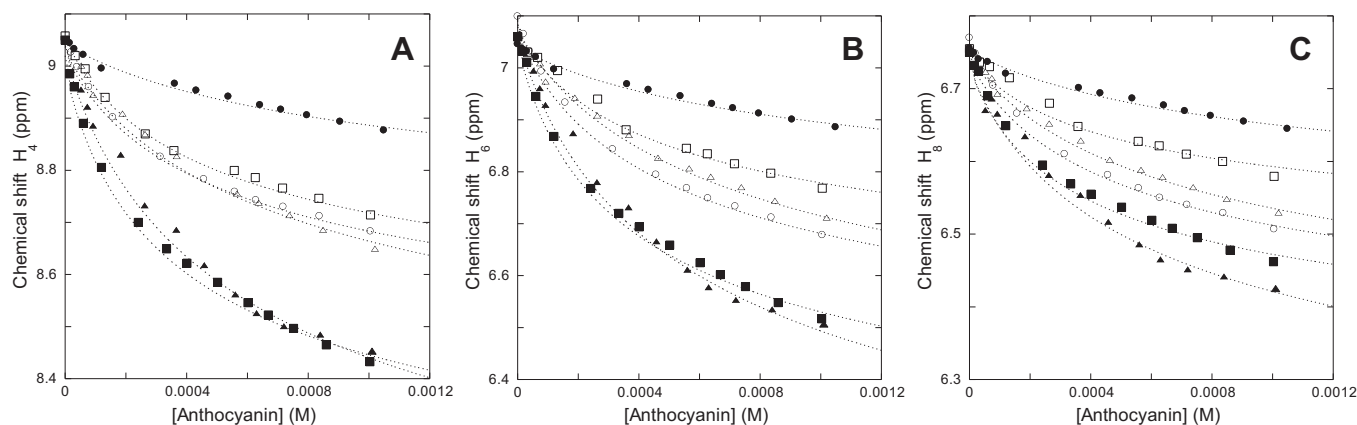 A
Chemical shift H4 (ppm)
9
8.8
8.6
8.4
0
0.0004
0.0008
0.0012
[Anthocyanin] (M)
B
Chemical shift H6 (ppm)
7
6.8
6.6
6.4
0
0.0004
0.0008
0.0012
[Anthocyanin] (M)
C
Chemical shift H8 (ppm)
6.7
6.5
6.3
0
0.0004
0.0008
0.0012
[Anthocyanin] (M)